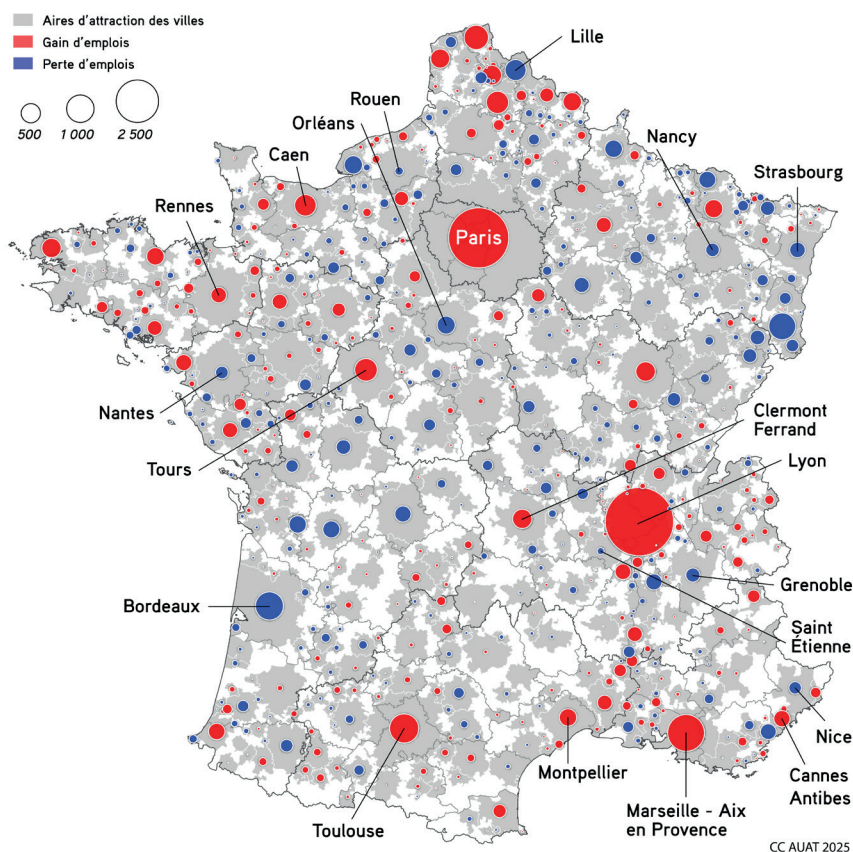 Aires d'attraction des villes
Gain d'emplois
Perte d'emplois
500
1 000
2 500
Lille
Rouen
Orléans
Caen
Nancy
Strasbourg
Rennes
Paris
Nantes
Tours
Clermont
Ferrand
Lyon
Bordeaux
Grenoble
Saint
Étienne
Nice
Montpellier
Cannes
Antibes
Toulouse
Marseille - Aix
en Provence
CC AUAT 2025